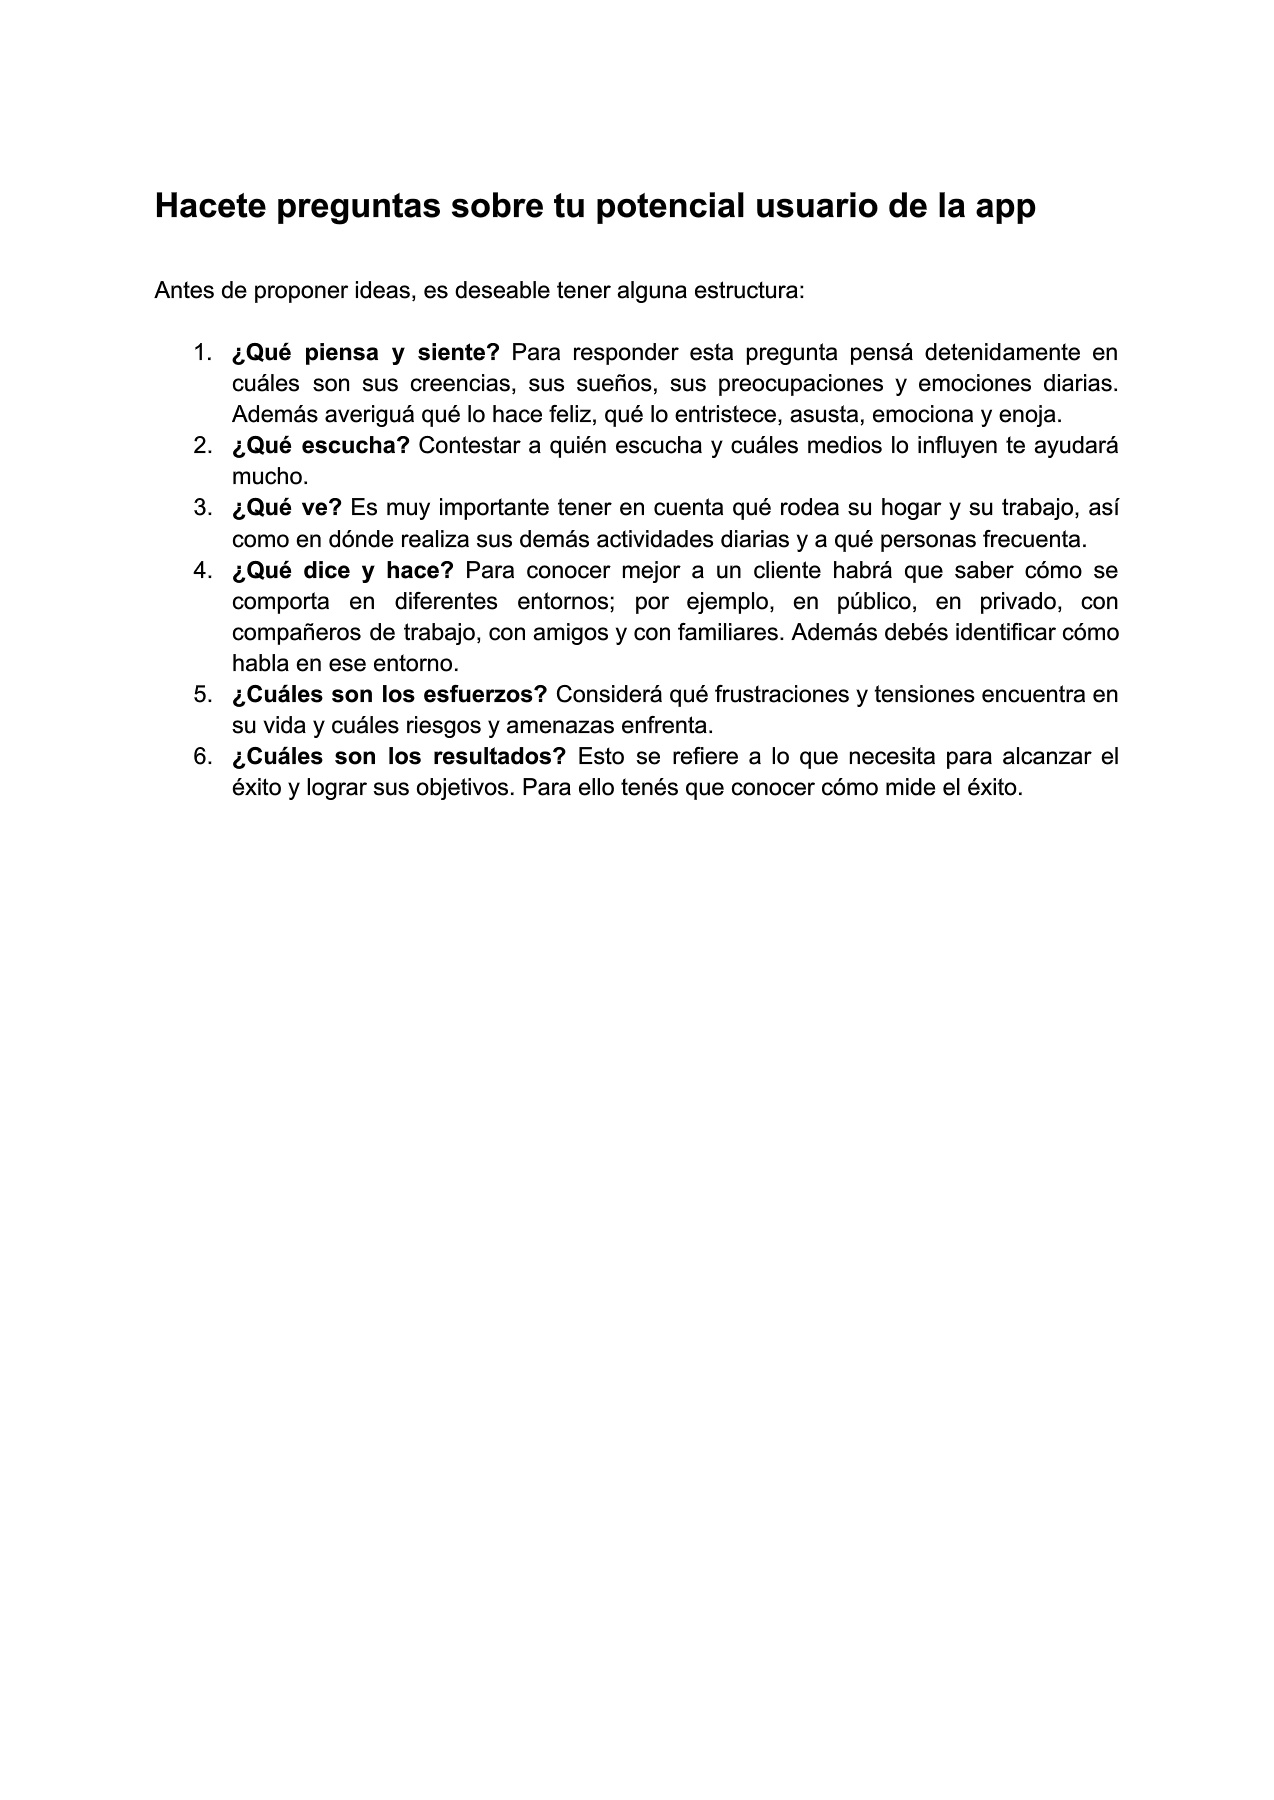 Hacete preguntas sobre tu potencial usuario de la app
Antes de proponer ideas, es deseable tener alguna estructura:
1. ¿Qué piensa y siente? Para responder esta pregunta pensá detenidamente en
cuáles son sus creencias, sus sueños, sus preocupaciones y emociones diarias.
Además averiguá qué lo hace feliz, qué lo entristece, asusta, emociona y enoja.
2. ¿Qué escucha? Contestar a quién escucha y cuáles medios lo influyen te ayudará
mucho.
3. ¿Qué ve? Es muy importante tener en cuenta qué rodea su hogar y su trabajo, así
como en dónde realiza sus demás actividades diarias y a qué personas frecuenta.
4. ¿Qué dice y hace? Para conocer mejor a un cliente habrá que saber cómo se
comporta en diferentes entornos; por ejemplo, en público, en privado, con
compañeros de trabajo, con amigos y con familiares. Además debés identificar cómo
habla en ese entorno.
5. ¿Cuáles son los esfuerzos? Considerá qué frustraciones y tensiones encuentra en
su vida y cuáles riesgos y amenazas enfrenta.
6. ¿Cuáles son los resultados? Esto se refiere a lo que necesita para alcanzar el
éxito y lograr sus objetivos. Para ello tenés que conocer cómo mide el éxito.